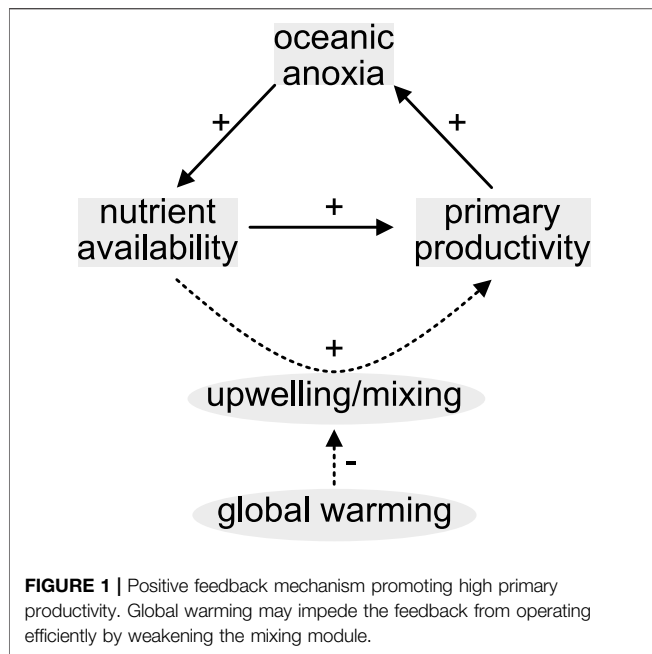 oceanic
anoxia
+
+
nutrient
availability
+
primary
productivity
+
upwelling/mixing
-
global warming
FIGURE 1 | Positive feedback mechanism promoting high primary
productivity. Global warming may impede the feedback from operating
efficiently by weakening the mixing module.